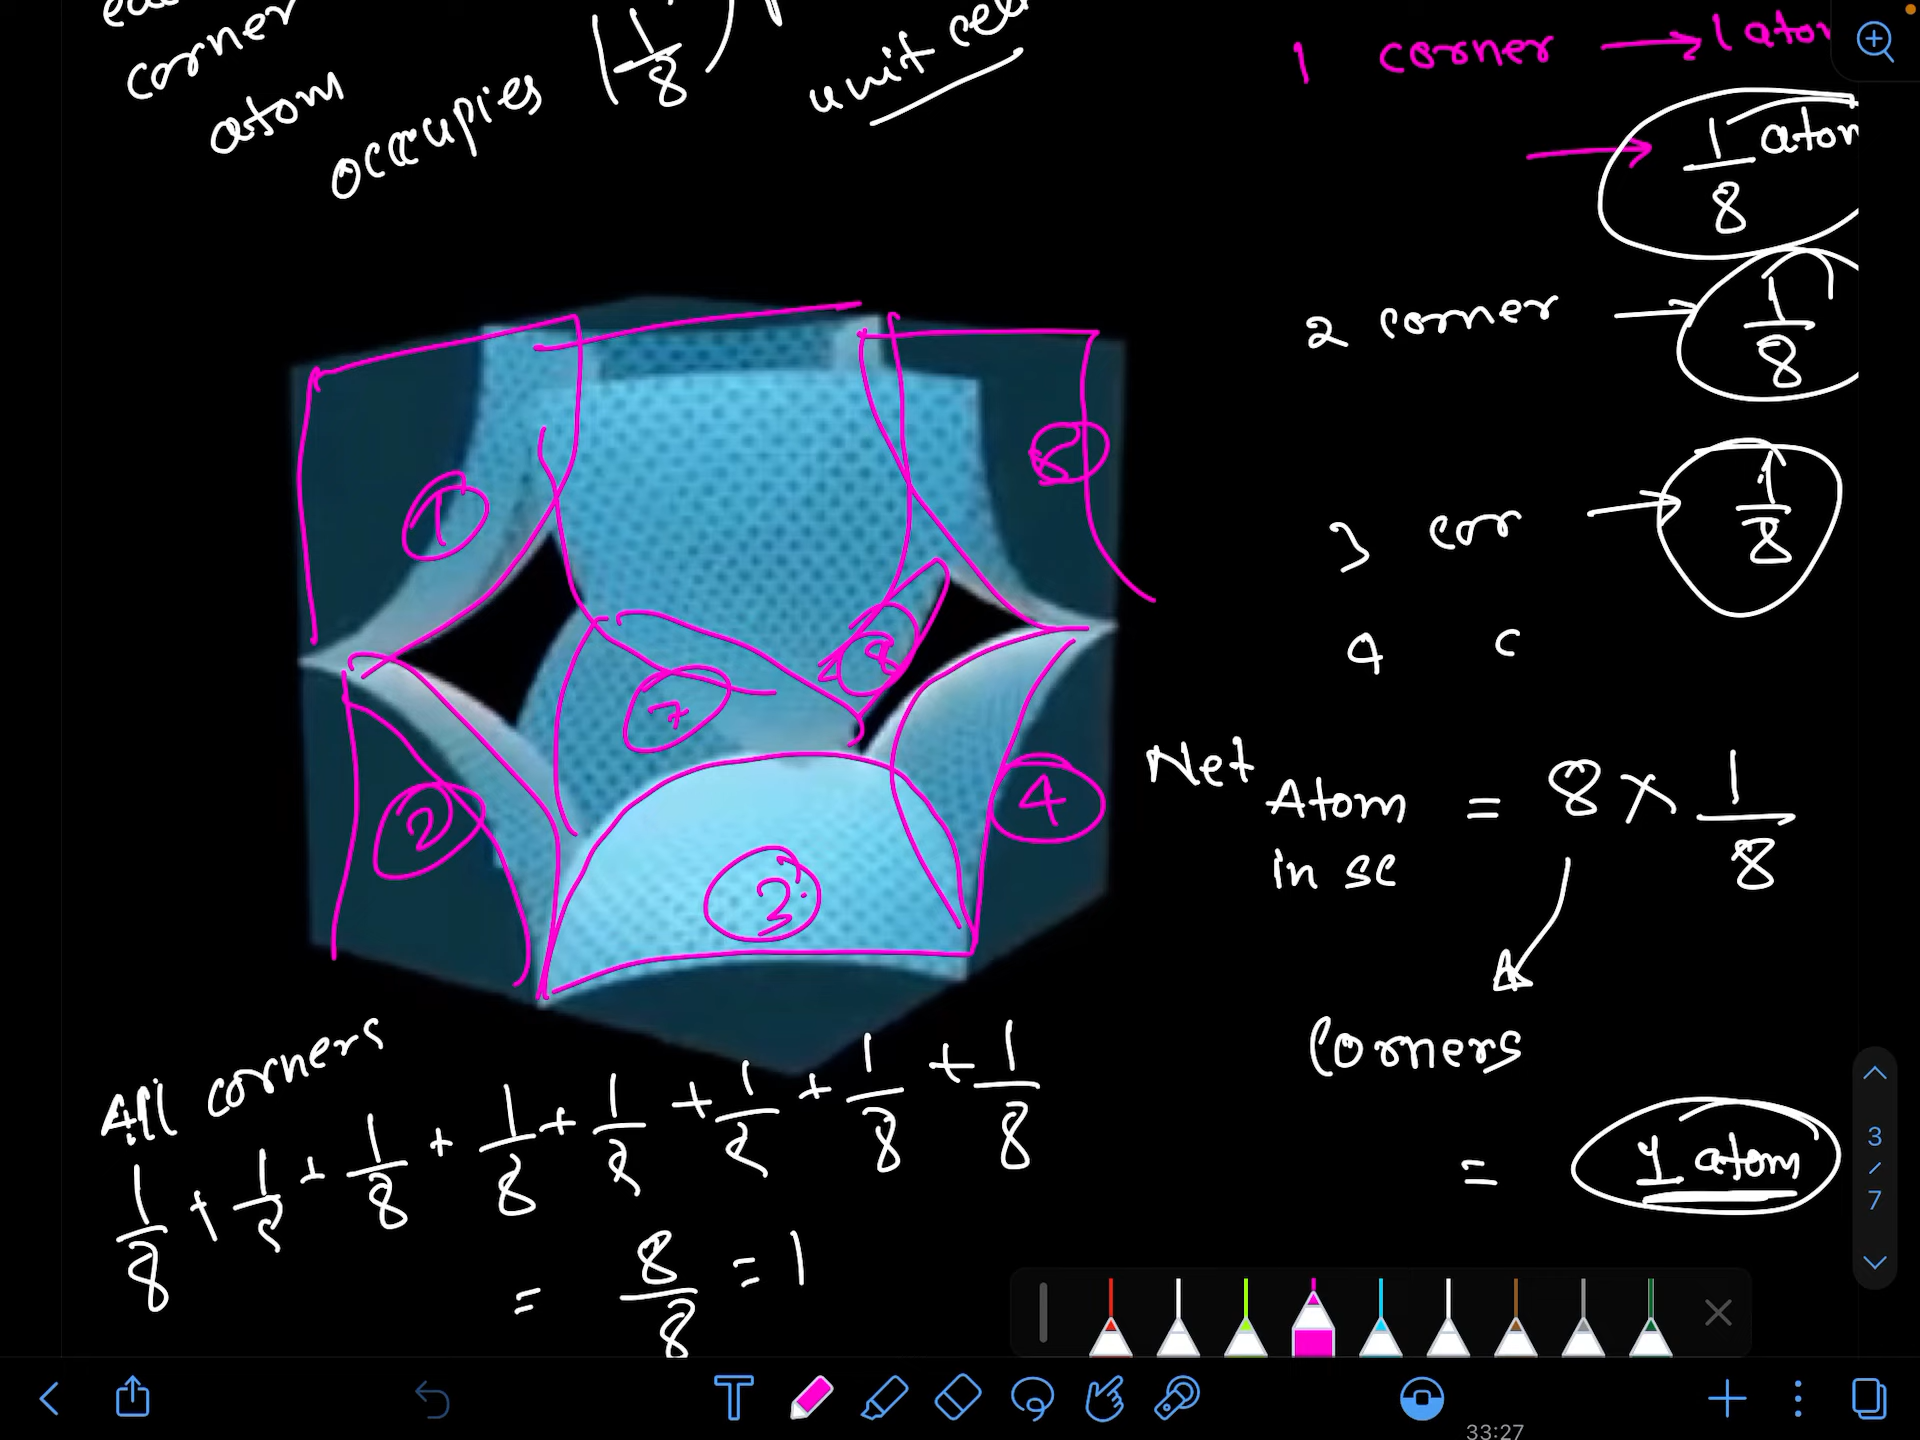 corner
atom
occupies (1/8)
unit cell
1 corner → 1 atom
→ 1/8 atom
2 corner → 1/8
3 cor → 1/8
4 c
1
2
3
4
7
Net
Atom in sc = 8 × 1/8
Corners
= 1 atom
All corners
1/8 + 1/8 + 1/8 + 1/8 + 1/8 + 1/8 + 1/8 + 1/8
= 8/8 = 1
3 / 7
T
33:27